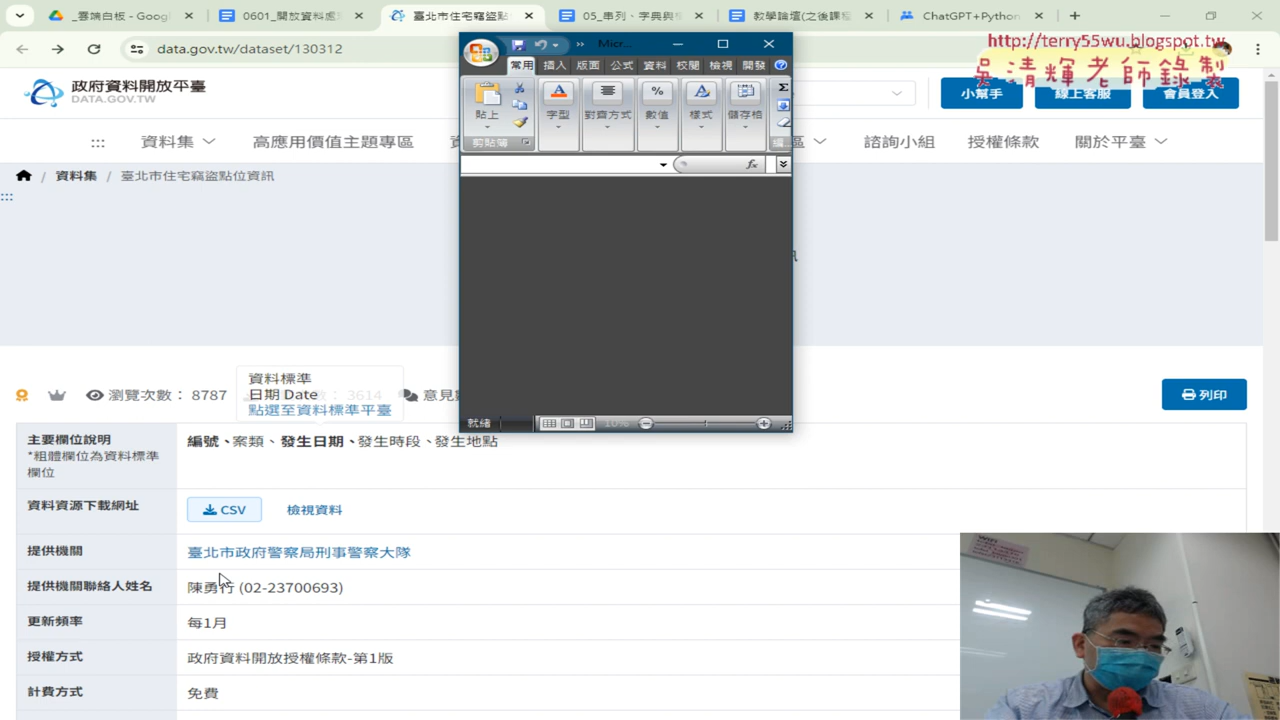 _雲端白板 - Goog
0601_開放資料處
臺北市住宅竊盜點
05_串列、字典與
教學論壇(之後課程
ChatGPT+Python
data.gov.tw/dataset/130312
http://terry55wu.blogspot.tw
吳清輝老師錄製
政府資料開放平臺
DATA.GOV.TW
小幫手
線上客服
會員登入
資料集
高應用價值主題專區
諮詢小組
授權條款
關於平臺
資料集 / 臺北市住宅竊盜點位資訊
Micr...
常用 插入 版面 公式 資料 校閱 檢視 開發
貼上
字型
對齊方式
數值
樣式
儲存格
剪貼簿
就緒
10%
資料標準
日期 Date
點選至資料標準平臺
瀏覽次數： 8787
3614
意見
列印
主要欄位說明
*粗體欄位為資料標準
欄位
編號、案類、發生日期、發生時段、發生地點
資料資源下載網址
CSV
檢視資料
提供機關
臺北市政府警察局刑事警察大隊
提供機關聯絡人姓名
陳勇行 (02-23700693)
更新頻率
每1月
授權方式
政府資料開放授權條款-第1版
計費方式
免費